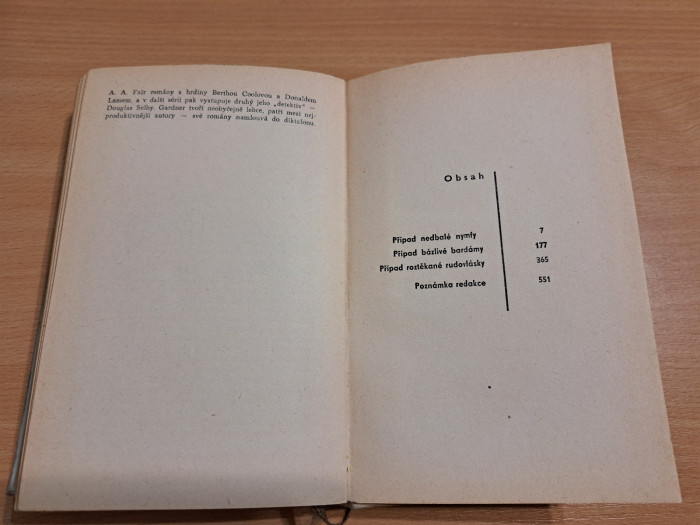 A. A. Fair romány s hrdiny Berthou Coolovou a Donaldem
Lamem, a v další sérii pak vystupuje druhý jeho „detektiv“ —
Douglas Selby. Gardner tvoří neobyčejně lehce, patří mezi nej-
produktivnější autory — své romány namlouvá do diktafonu.
Obsah
Případ nedbalé nymfy 7
Případ bázlivé bardámy 177
Případ roztěkané rudovlásky 365
Poznámka redakce 551